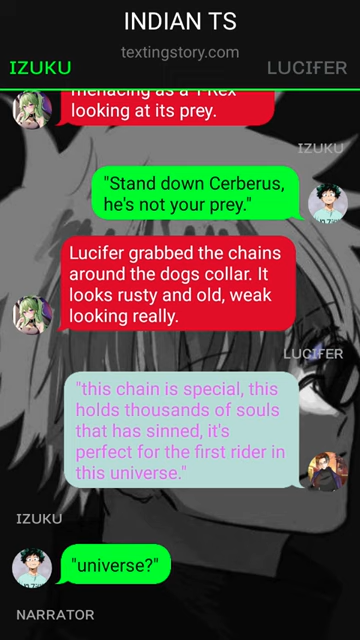 INDIAN TS
textingstory.com
IZUKU
LUCIFER
menacing as a T-Rex
looking at its prey.
IZUKU
"Stand down Cerberus,
he's not your prey."
Lucifer grabbed the chains
around the dogs collar. It
looks rusty and old, weak
looking really.
LUCIFER
"this chain is special, this
holds thousands of souls
that has sinned, it's
perfect for the first rider in
this universe."
IZUKU
"universe?"
NARRATOR